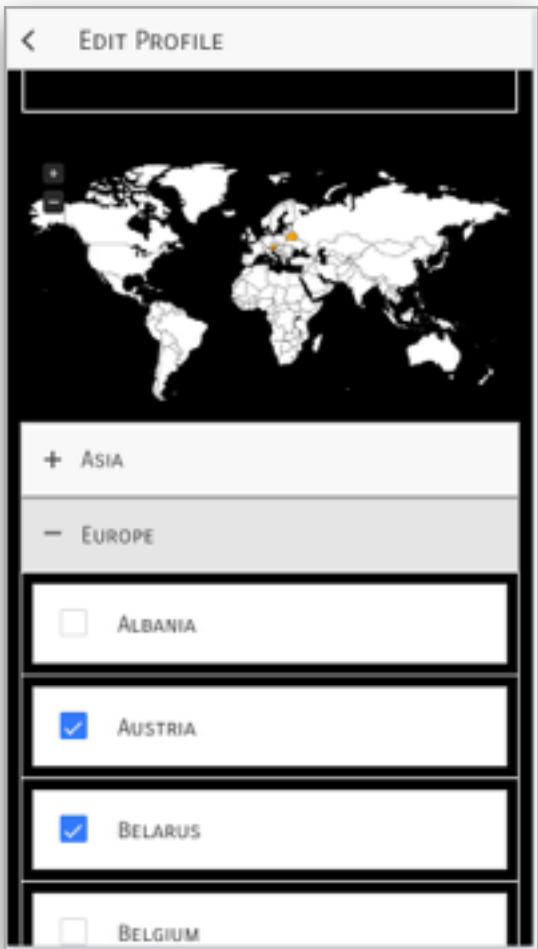 Edit Profile
+
−
+ Asia
− Europe
Albania
Austria
Belarus
Belgium